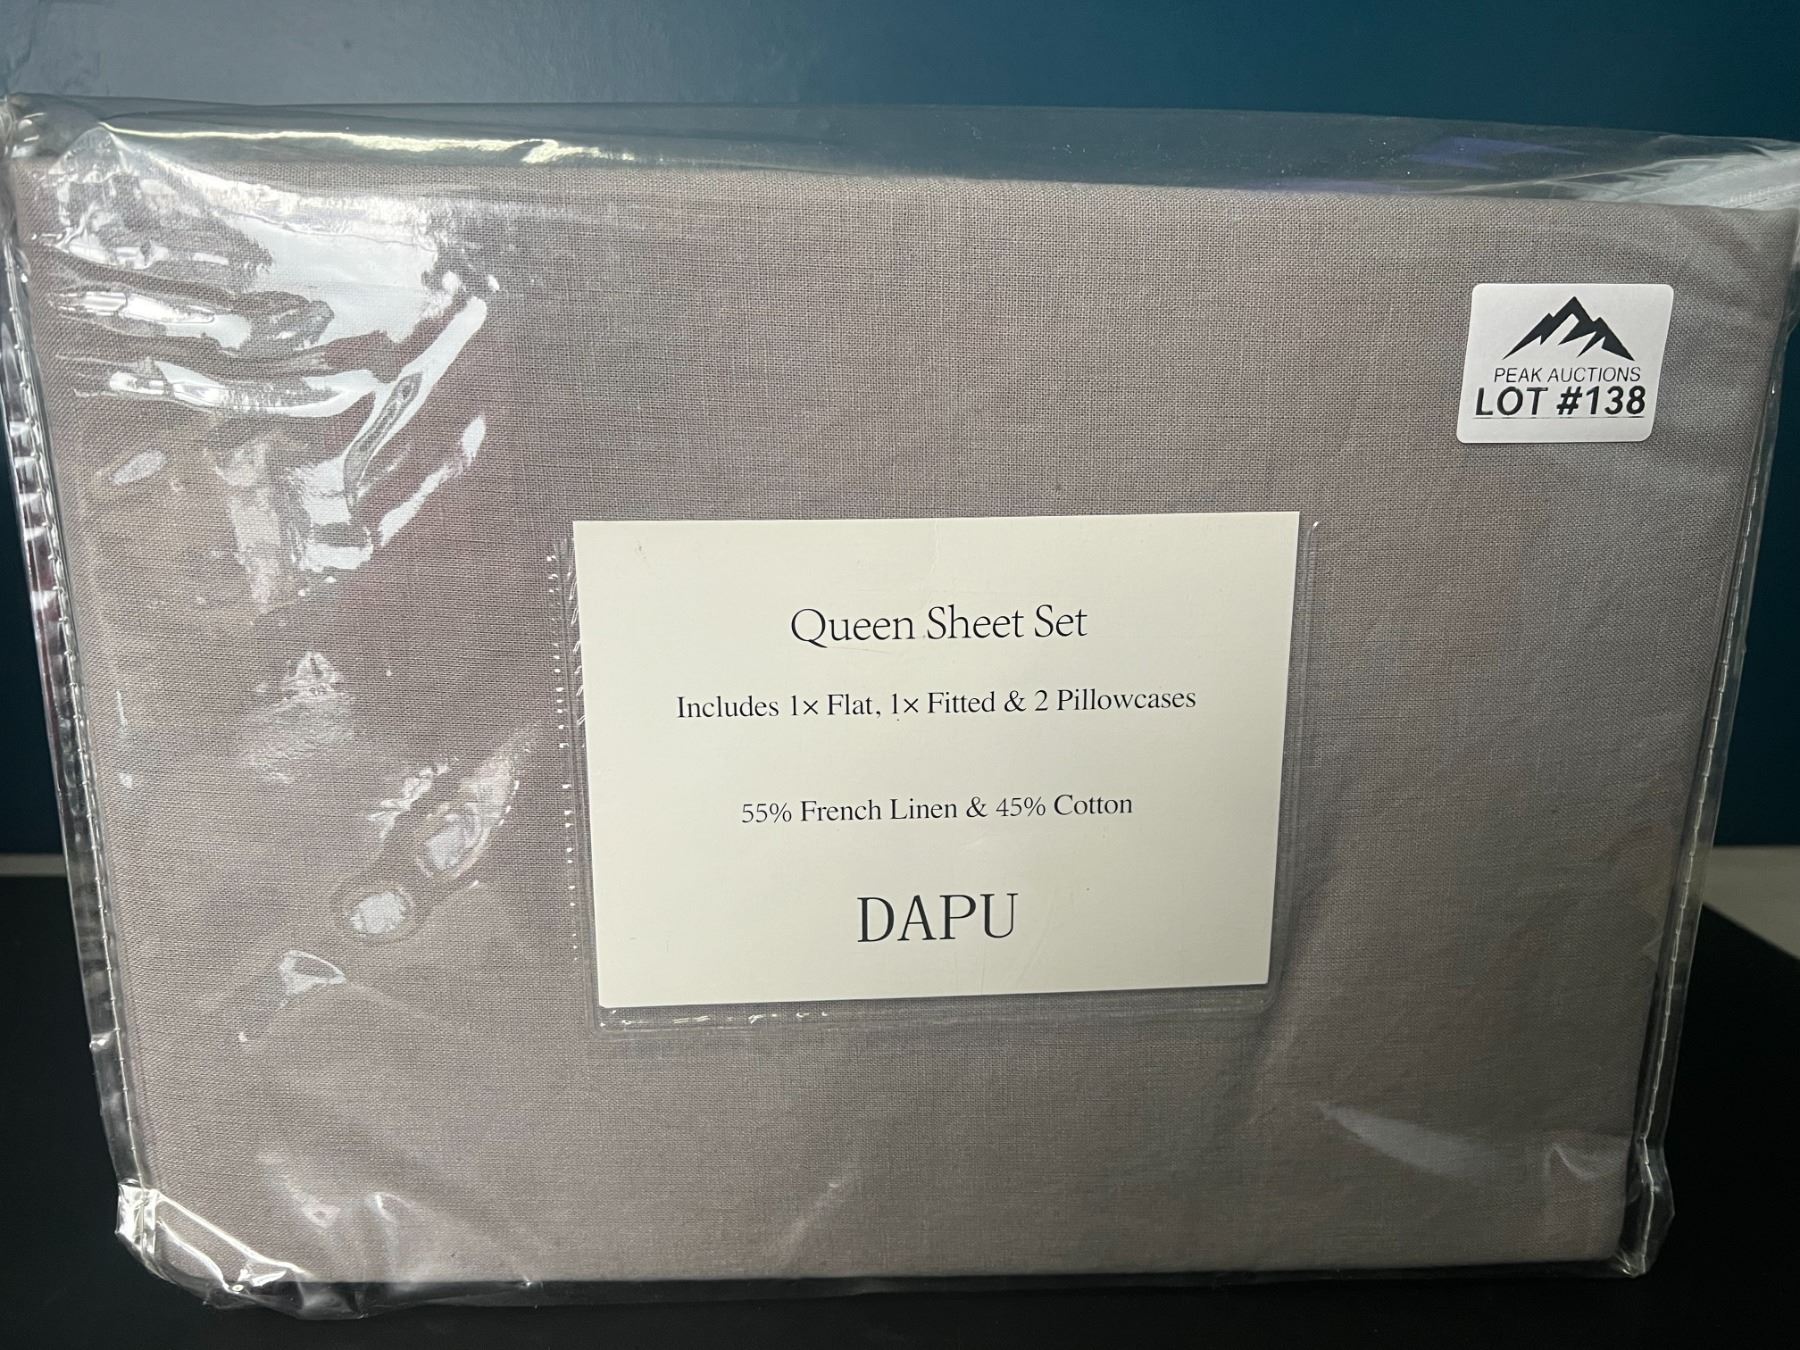 PEAK AUCTIONS
LOT #138
Queen Sheet Set
Includes 1× Flat, 1× Fitted & 2 Pillowcases
55% French Linen & 45% Cotton
DAPU